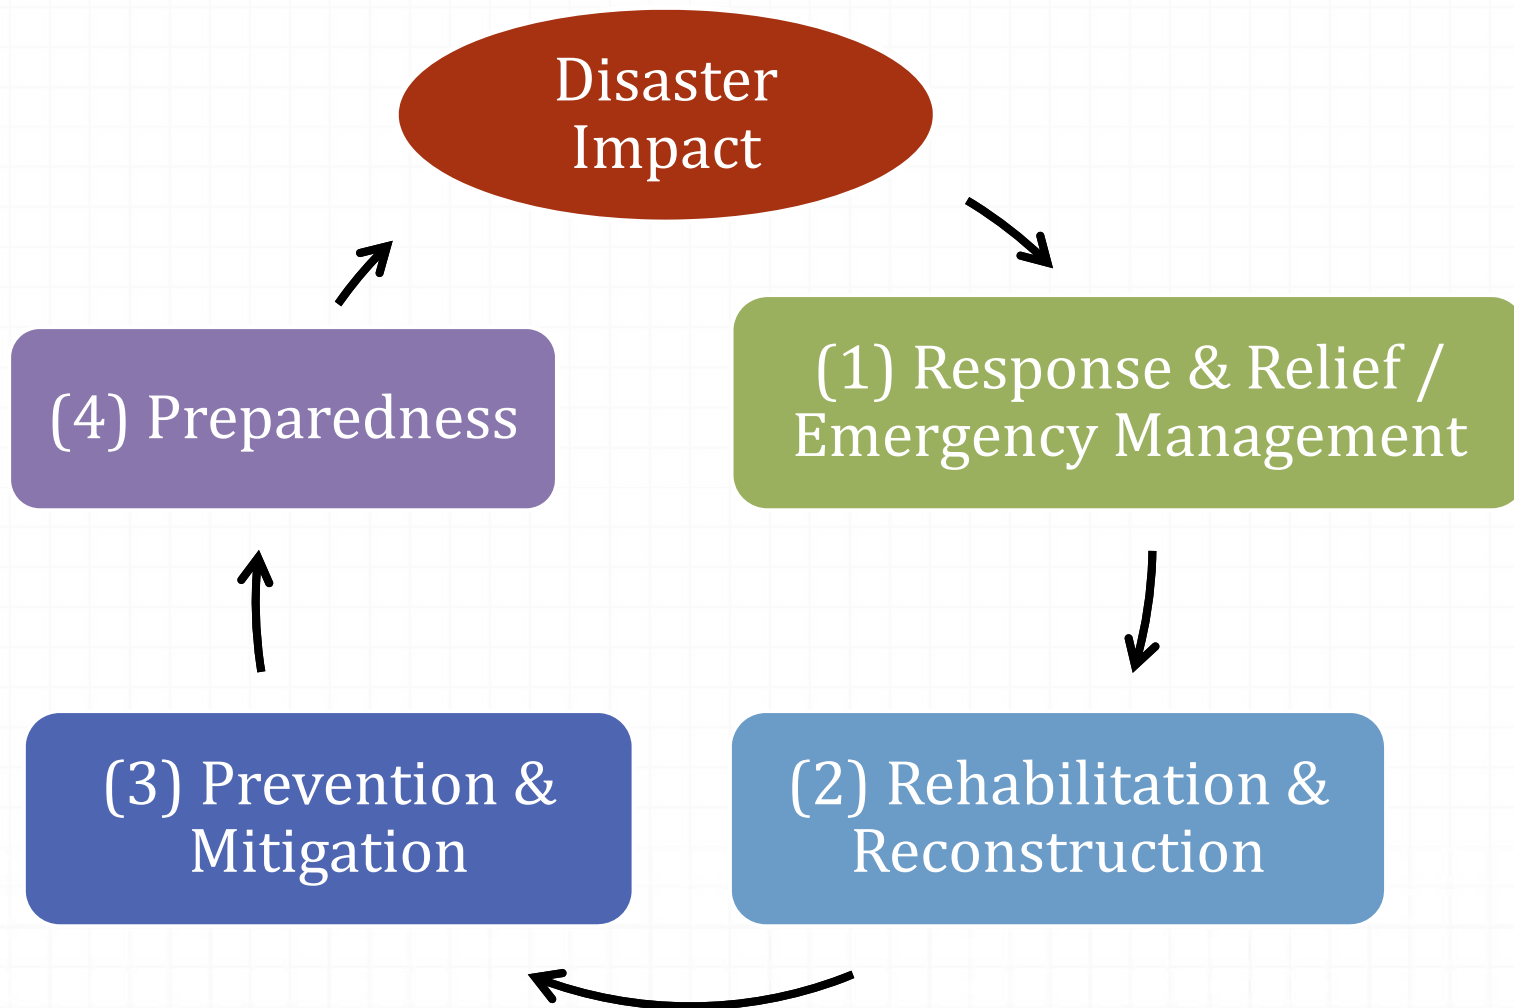 Disaster
Impact
(1) Response & Relief /
Emergency Management
(2) Rehabilitation &
Reconstruction
(3) Prevention &
Mitigation
(4) Preparedness